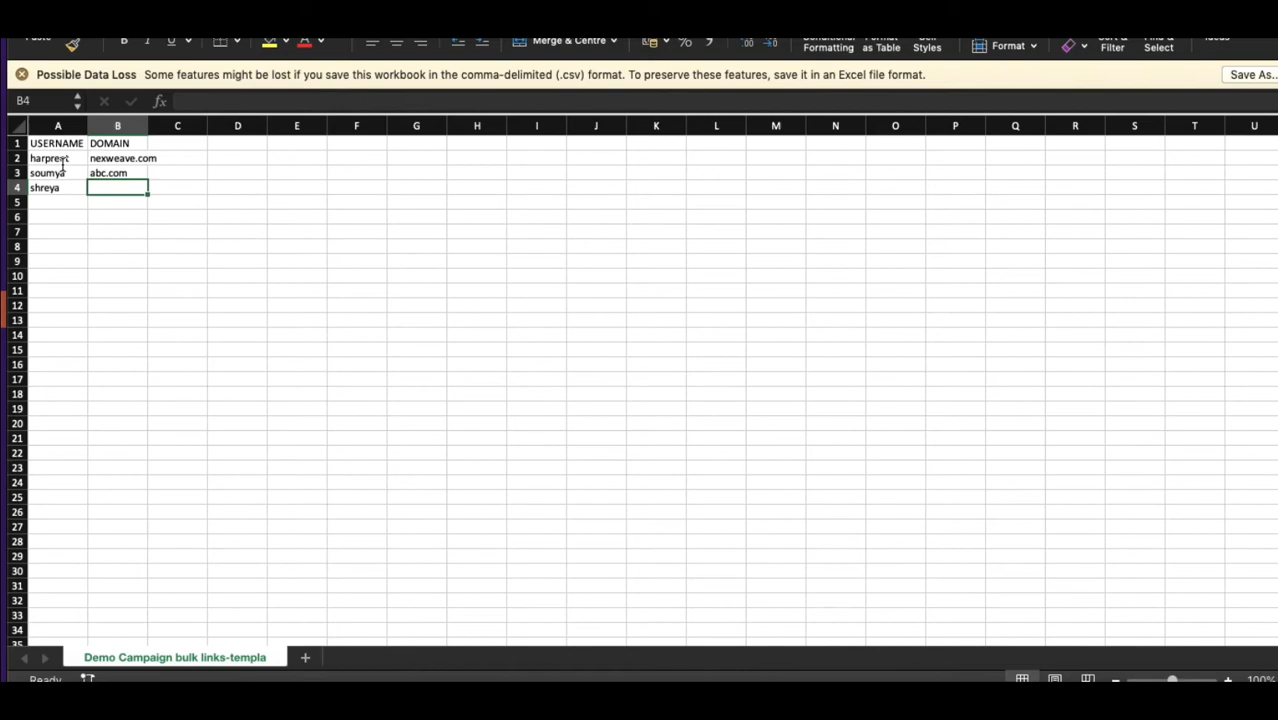 Paste
B I U
Merge & Centre
.00
Conditional Formatting
Format as Table
Cell Styles
Format
Sort & Filter
Find & Select
Ideas
Possible Data Loss Some features might be lost if you save this workbook in the comma-delimited (.csv) format. To preserve these features, save it in an Excel file format.
Save As...
B4
fx
A B C D E F G H I J K L M N O P Q R S T U
1 USERNAME DOMAIN
2 harpreet nexweave.com
3 soumya abc.com
4 shreya
5
6
7
8
9
10
11
12
13
14
15
16
17
18
19
20
21
22
23
24
25
26
27
28
29
30
31
32
33
34
35
Demo Campaign bulk links-templa
Ready
100%